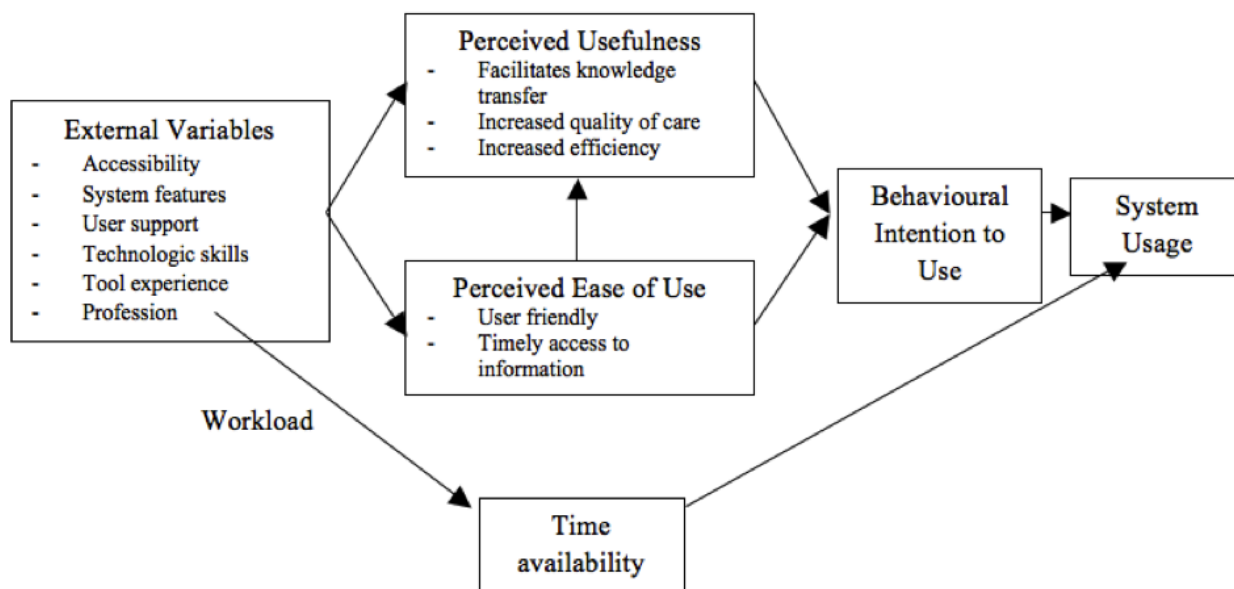 External Variables
- Accessibility
- System features
- User support
- Technologic skills
- Tool experience
- Profession
Perceived Usefulness
- Facilitates knowledge
transfer
- Increased quality of care
- Increased efficiency
Perceived Ease of Use
- User friendly
- Timely access to
information
Behavioural
Intention to
Use
System
Usage
Workload
Time
availability